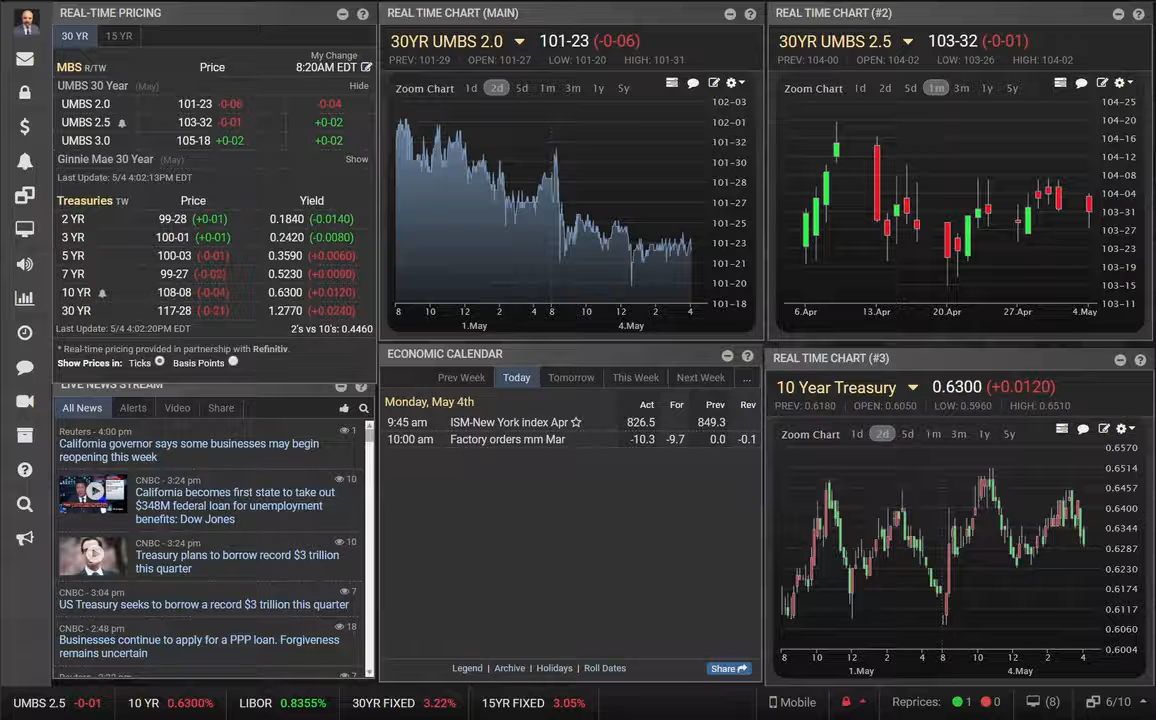 REAL-TIME PRICING
30 YR 15 YR
My Change
MBS R/TW Price 8:20AM EDT
UMBS 30 Year (May) Hide
UMBS 2.0 101-23 -0-06 -0-04
UMBS 2.5 103-32 -0-01 +0-02
UMBS 3.0 105-18 +0-02 +0-02
Ginnie Mae 30 Year (May) Show
Last Update: 5/4 4:02:13PM EDT
Treasuries TW Price Yield
2 YR 99-28 (+0-01) 0.1840 (-0.0140)
3 YR 100-01 (+0-01) 0.2420 (-0.0080)
5 YR 100-03 (-0-01) 0.3590 (+0.0060)
7 YR 99-27 (-0-02) 0.5230 (+0.0090)
10 YR 108-08 (-0-04) 0.6300 (+0.0120)
30 YR 117-28 (-0-21) 1.2770 (+0.0240)
Last Update: 5/4 4:02:20PM EDT 2's vs 10's: 0.4460
* Real-time pricing provided in partnership with Refinitiv.
Show Prices in: Ticks Basis Points
LIVE NEWS STREAM
All News Alerts Video Share
Reuters - 4:00 pm 1
California governor says some businesses may begin
reopening this week
CNBC - 3:24 pm 10
California becomes first state to take out
$348M federal loan for unemployment
benefits: Dow Jones
CNBC - 3:24 pm 10
Treasury plans to borrow record $3 trillion
this quarter
CNBC - 3:04 pm 7
US Treasury seeks to borrow a record $3 trillion this quarter
CNBC - 2:48 pm 18
Businesses continue to apply for a PPP loan. Forgiveness
remains uncertain
REAL TIME CHART (MAIN)
30YR UMBS 2.0 101-23 (-0-06)
PREV: 101-29 OPEN: 101-27 LOW: 101-20 HIGH: 101-31
Zoom Chart 1d 2d 5d 1m 3m 1y 5y
102-03
102-01
101-32
101-30
101-28
101-27
101-25
101-23
101-21
101-18
8 10 12 2 4 8 10 12 2 4
1.May 4.May
ECONOMIC CALENDAR
Prev Week Today Tomorrow This Week Next Week ...
Monday, May 4th Act For Prev Rev
9:45 am ISM-New York index Apr 826.5 849.3
10:00 am Factory orders mm Mar -10.3 -9.7 0.0 -0.1
Legend | Archive | Holidays | Roll Dates Share
REAL TIME CHART (#2)
30YR UMBS 2.5 103-32 (-0-01)
PREV: 104-00 OPEN: 104-02 LOW: 103-26 HIGH: 104-02
Zoom Chart 1d 2d 5d 1m 3m 1y 5y
104-25
104-20
104-16
104-12
104-08
104-04
103-31
103-27
103-23
103-19
103-15
103-11
6.Apr 13.Apr 20.Apr 27.Apr 4.May
REAL TIME CHART (#3)
10 Year Treasury 0.6300 (+0.0120)
PREV: 0.6180 OPEN: 0.6050 LOW: 0.5960 HIGH: 0.6510
Zoom Chart 1d 2d 5d 1m 3m 1y 5y
0.6570
0.6514
0.6457
0.6400
0.6344
0.6287
0.6230
0.6174
0.6117
0.6060
0.6004
8 10 12 2 4 8 10 12 2 4
1.May 4.May
UMBS 2.5 -0-01 10 YR 0.6300% LIBOR 0.8355% 30YR FIXED 3.22% 15YR FIXED 3.05% Mobile Reprices: 1 0 (8) 6/10